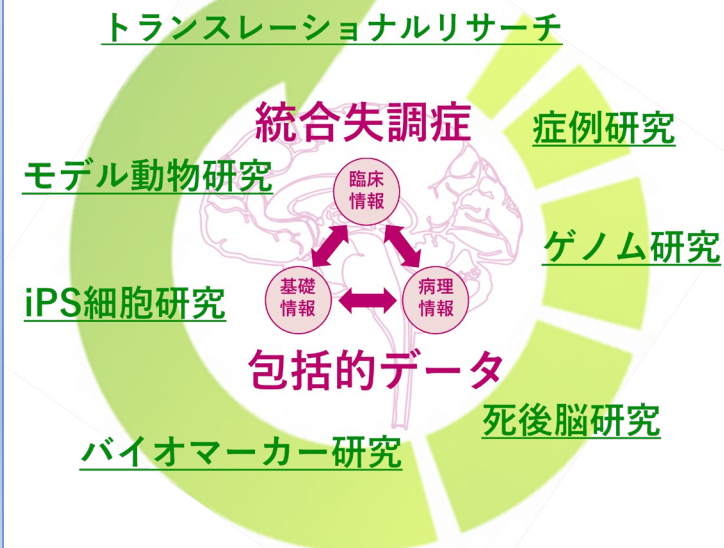 トランスレーショナルリサーチ
統合失調症
症例研究
モデル動物研究
臨床
情報
ゲノム研究
iPS細胞研究
基礎
情報
病理
情報
包括的データ
死後脳研究
バイオマーカー研究